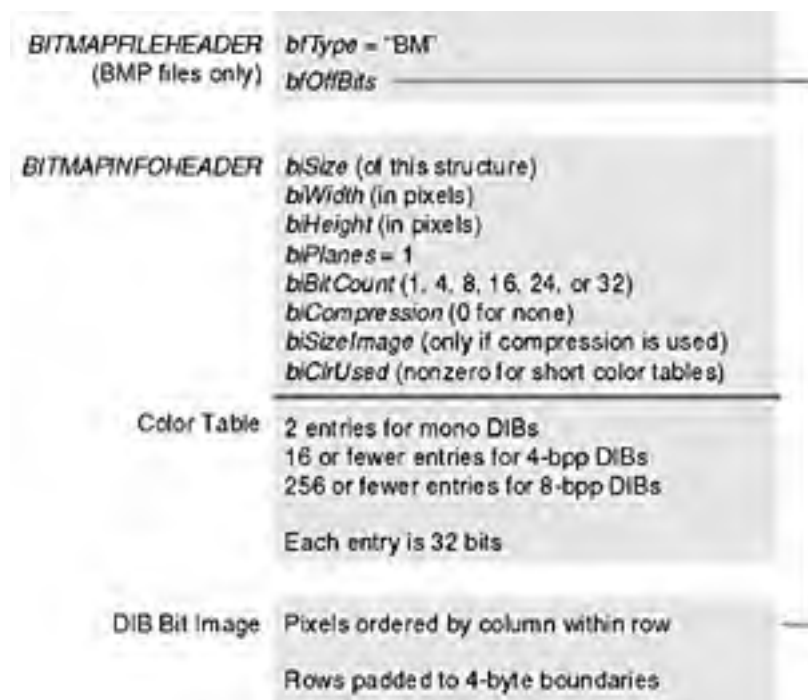 BITMAPFILEHEADER bfType = "BM"
(BMP files only) bfOffBits
BITMAPINFOHEADER biSize (of this structure)
biWidth (in pixels)
biHeight (in pixels)
biPlanes = 1
biBitCount (1, 4, 8, 16, 24, or 32)
biCompression (0 for none)
biSizeImage (only if compression is used)
biClrUsed (nonzero for short color tables)
Color Table 2 entries for mono DIBs
16 or fewer entries for 4-bpp DIBs
256 or fewer entries for 8-bpp DIBs
Each entry is 32 bits
DIB Bit Image Pixels ordered by column within row
Rows padded to 4-byte boundaries